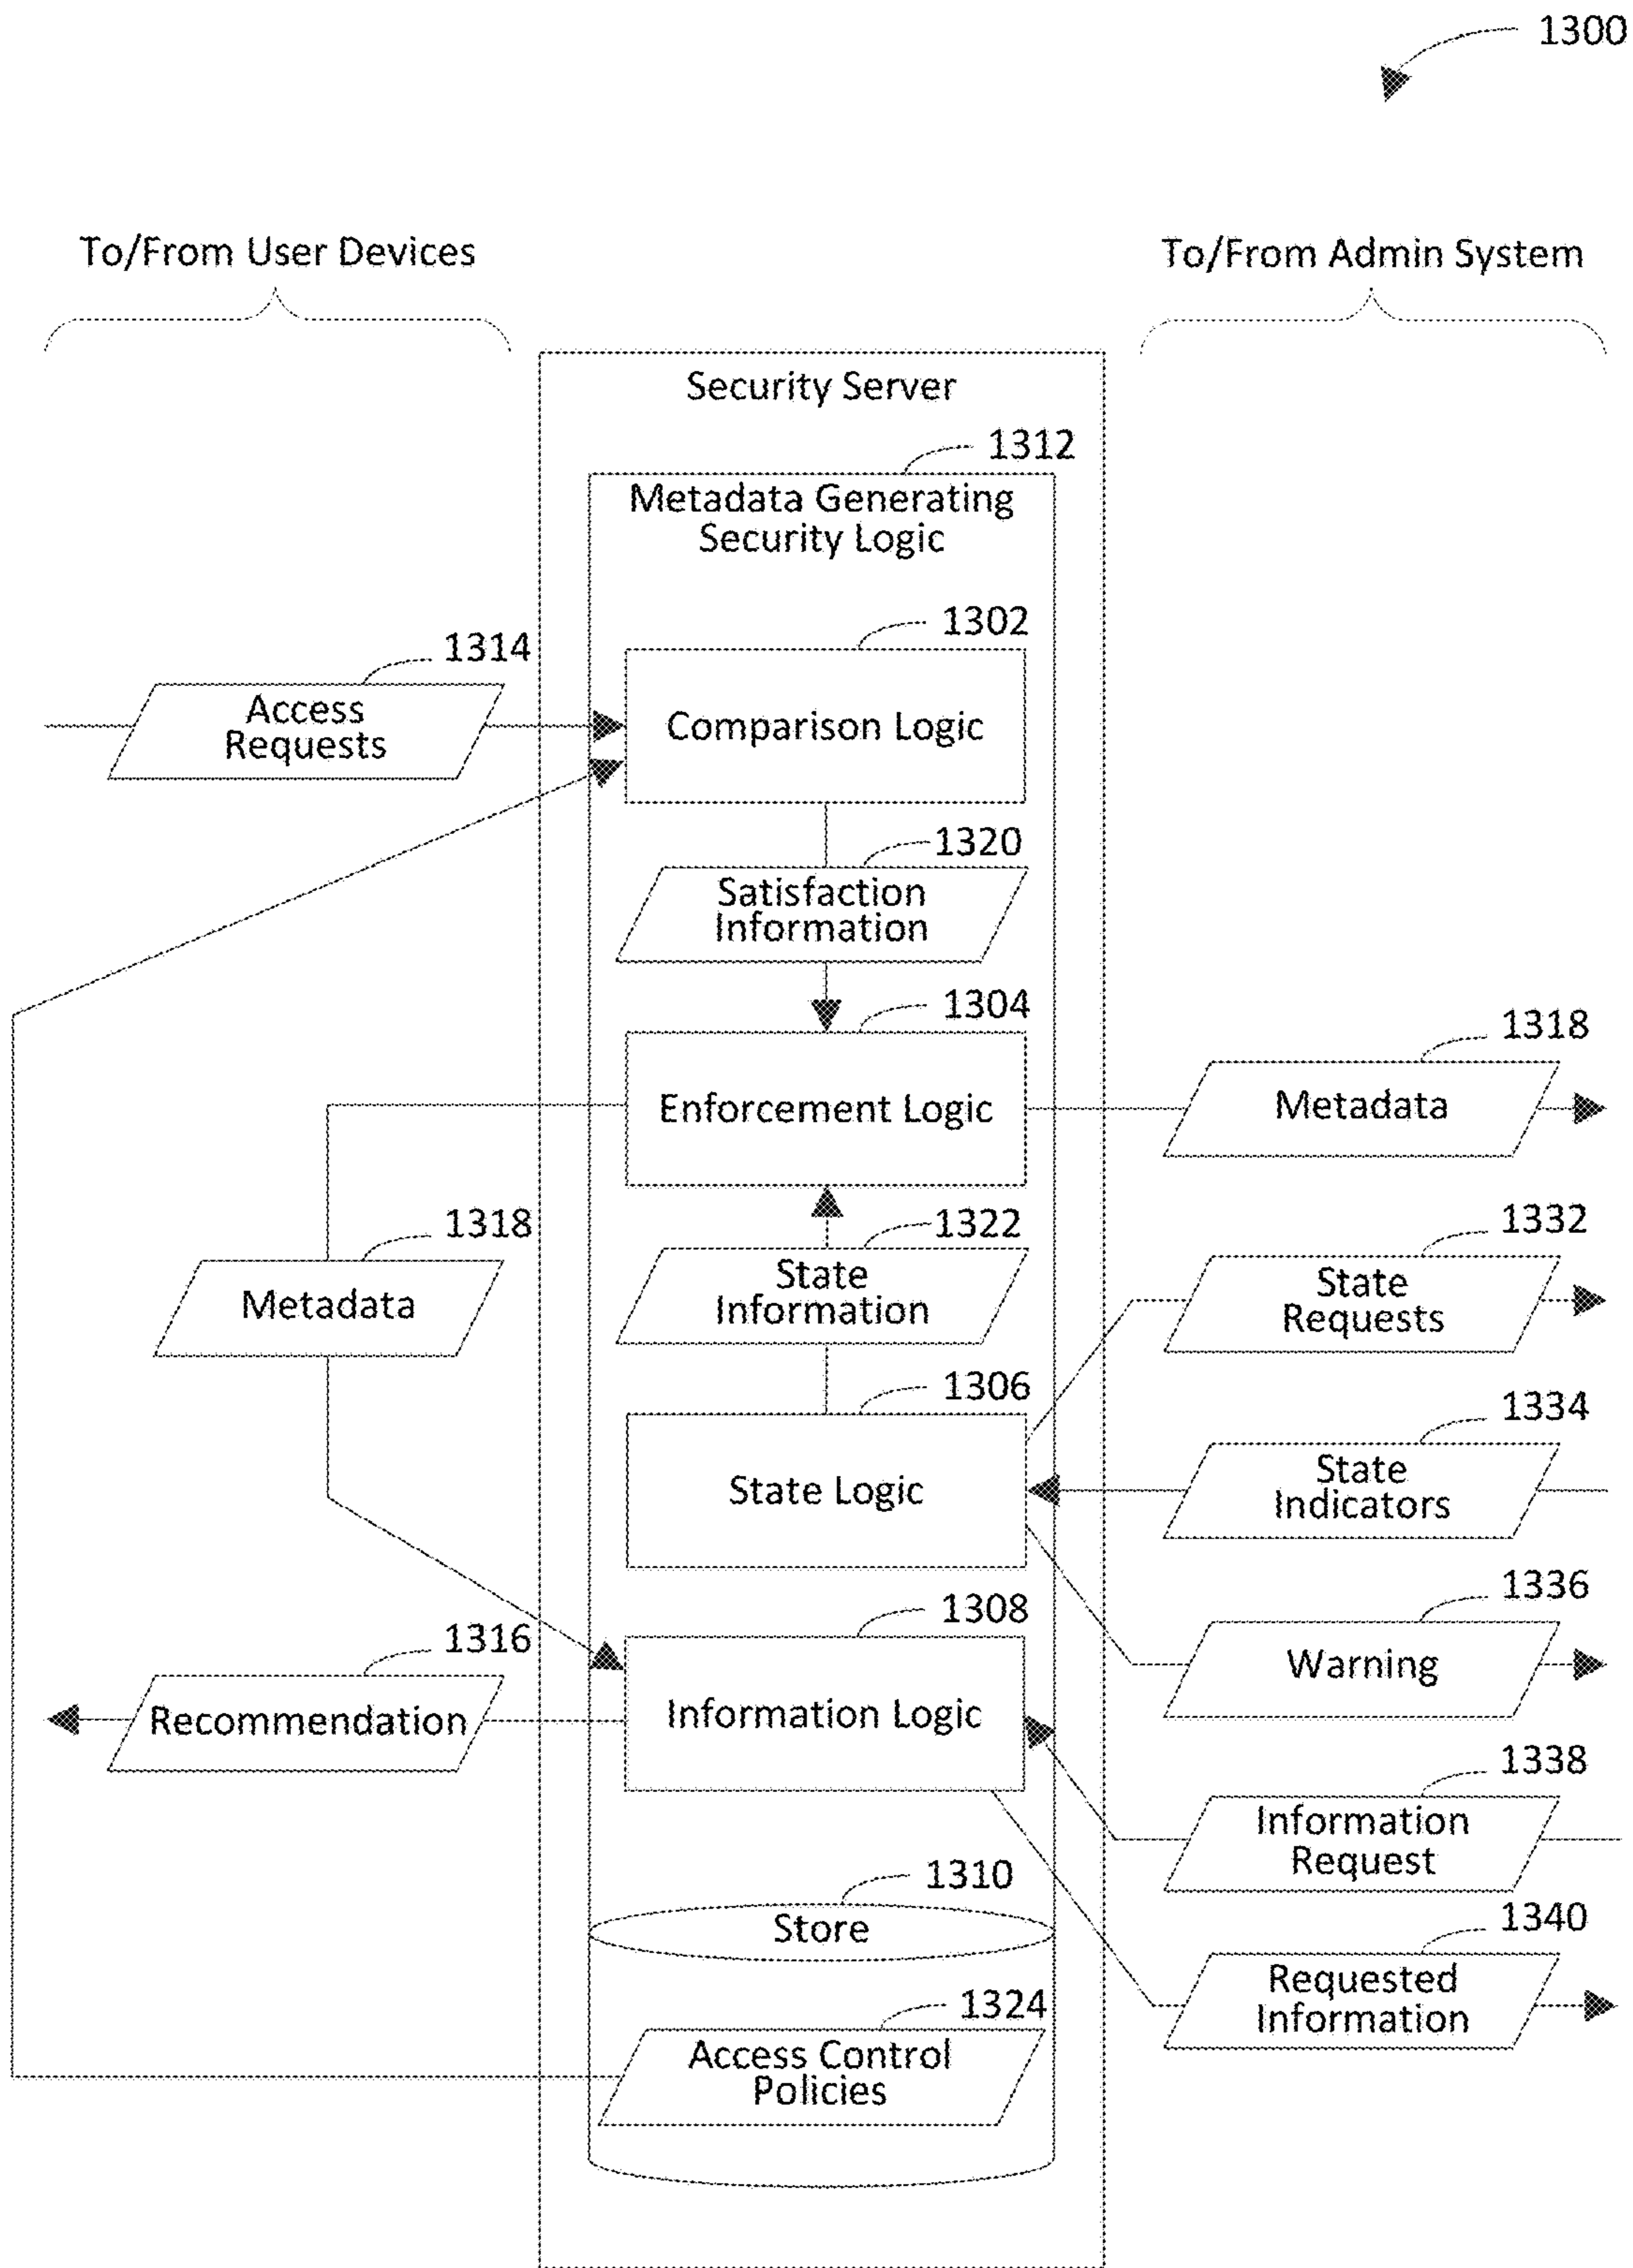 1300
To/From User Devices
To/From Admin System
Security Server
1312
Metadata Generating
Security Logic
1302
1314
Access
Requests
Comparison Logic
1320
Satisfaction
Information
1304
1318
Enforcement Logic
Metadata
1318
Metadata
1322
State
Information
1332
State
Requests
1306
State Logic
1334
State
Indicators
1336
Warning
1308
1316
Recommendation
Information Logic
1338
Information
Request
1310
Store
1340
Requested
Information
1324
Access Control
Policies